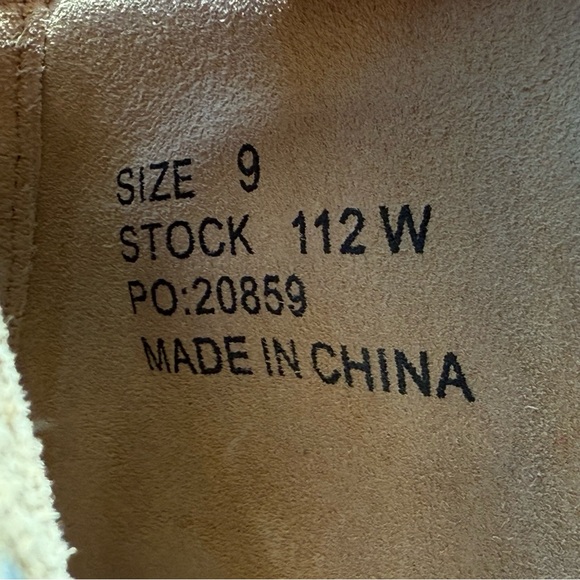 SIZE 9
STOCK 112 W
PO:20859
MADE IN CHINA